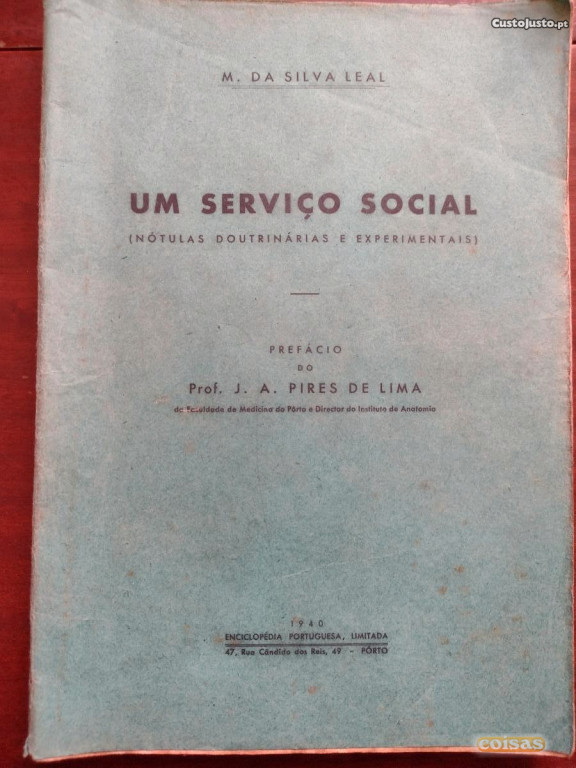 Custojusto.pt
M. DA SILVA LEAL
UM SERVIÇO SOCIAL
(NÓTULAS DOUTRINÁRIAS E EXPERIMENTAIS)
PREFÁCIO
DO
Prof. J. A. PIRES DE LIMA
da Faculdade de Medicina do Pôrto e Director do Instituto de Anatomia
1940
ENCICLOPÉDIA PORTUGUESA, LIMITADA
47, Rua Cândido dos Reis, 49 - PÔRTO
coisas